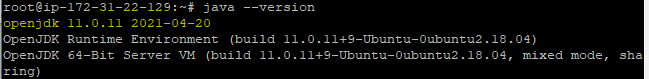 root@ip-172-31-22-129:~# java --version
openjdk 11.0.11 2021-04-20
OpenJDK Runtime Environment (build 11.0.11+9-Ubuntu-0ubuntu2.18.04)
OpenJDK 64-Bit Server VM (build 11.0.11+9-Ubuntu-0ubuntu2.18.04, mixed mode, sha
ring)